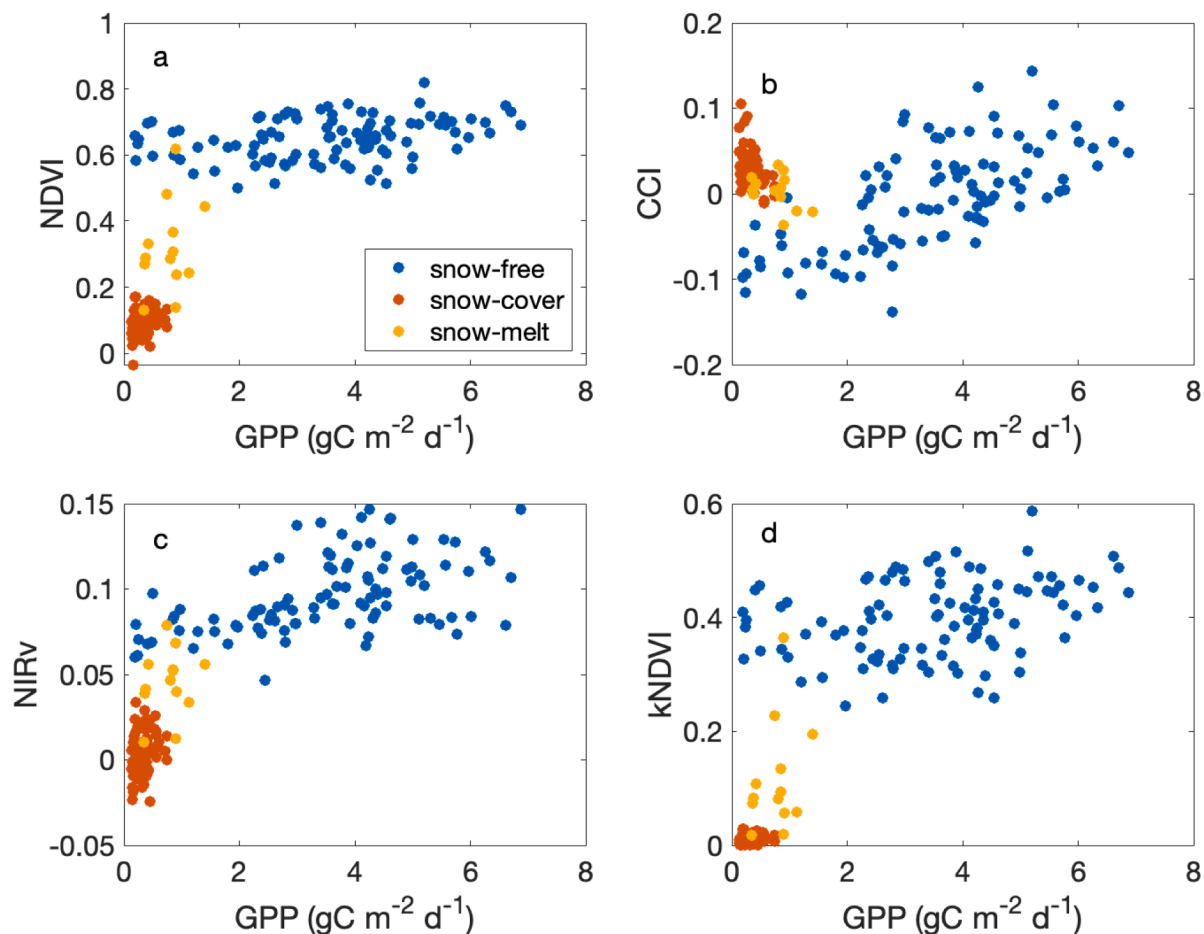 1
0.8
0.6
0.4
0.2
0
NDVI
a
snow-free
snow-cover
snow-melt
0 2 4 6 8
GPP (gC m⁻² d⁻¹)
0.2
0.1
0
-0.1
-0.2
CCI
b
0 2 4 6 8
GPP (gC m⁻² d⁻¹)
0.15
0.1
0.05
0
-0.05
NIRv
c
0 2 4 6 8
GPP (gC m⁻² d⁻¹)
0.6
0.4
0.2
0
kNDVI
d
0 2 4 6 8
GPP (gC m⁻² d⁻¹)